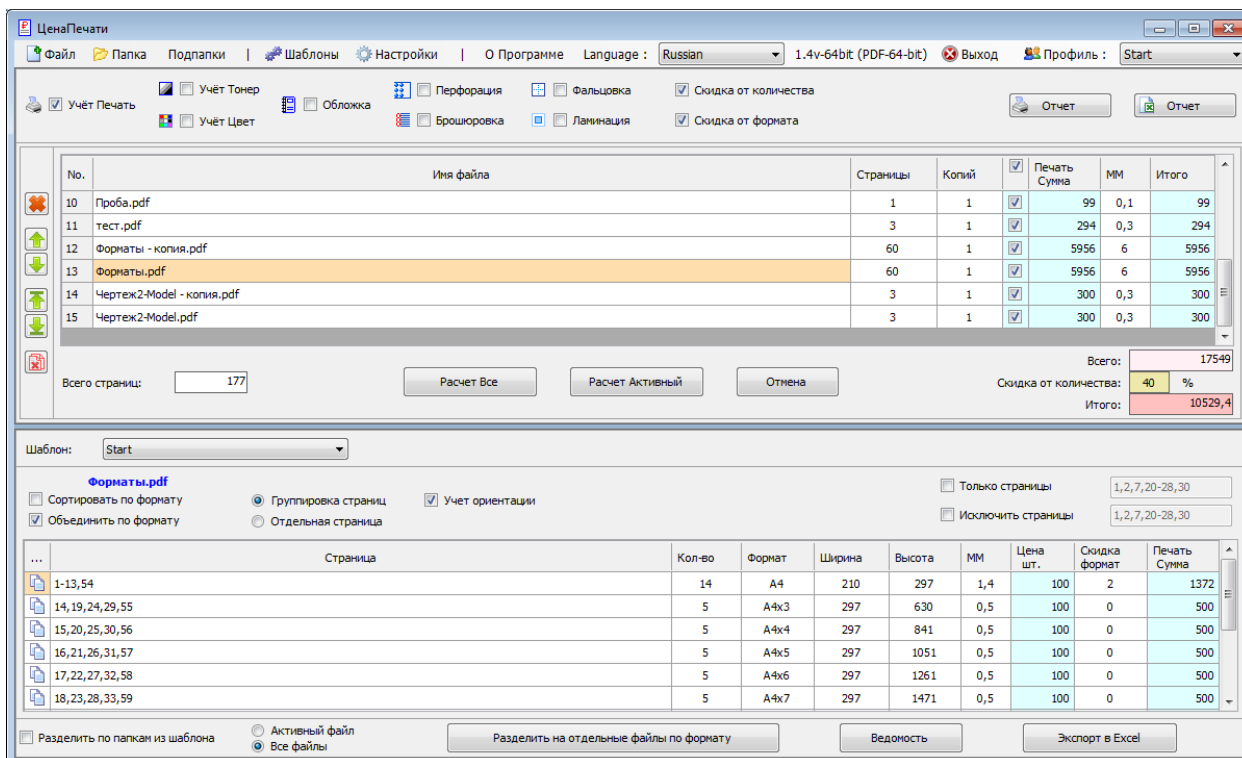 ЦенаПечати
Файл Папка Подпапки | Шаблоны Настройки | О Программе Language : Russian 1.4v-64bit (PDF-64-bit) Выход Профиль : Start
Учёт Печать Учёт Тонер Обложка Перфорация Фальцовка Скидка от количества Отчет Отчет
Учёт Цвет Брошюровка Ламинация Скидка от формата
No. Имя файла Страницы Копий Печать Сумма ММ Итого
10 Проба.pdf 1 1 99 0,1 99
11 тест.pdf 3 1 294 0,3 294
12 Форматы - копия.pdf 60 1 5956 6 5956
13 Форматы.pdf 60 1 5956 6 5956
14 Чертеж2-Model - копия.pdf 3 1 300 0,3 300
15 Чертеж2-Model.pdf 3 1 300 0,3 300
Всего: 17549
Всего страниц: 177 Расчет Все Расчет Активный Отмена Скидка от количества: 40 %
Итого: 10529,4
Шаблон: Start
Форматы.pdf
Сортировать по формату Группировка страниц Учет ориентации Только страницы 1,2,7,20-28,30
Объединить по формату Отдельная страница Исключить страницы 1,2,7,20-28,30
... Страница Кол-во Формат Ширина Высота ММ Цена шт. Скидка формат Печать Сумма
1-13,54 14 A4 210 297 1,4 100 2 1372
14,19,24,29,55 5 A4x3 297 630 0,5 100 0 500
15,20,25,30,56 5 A4x4 297 841 0,5 100 0 500
16,21,26,31,57 5 A4x5 297 1051 0,5 100 0 500
17,22,27,32,58 5 A4x6 297 1261 0,5 100 0 500
18,23,28,33,59 5 A4x7 297 1471 0,5 100 0 500
Разделить по папкам из шаблона Активный файл Разделить на отдельные файлы по формату Ведомость Экспорт в Excel
Все файлы